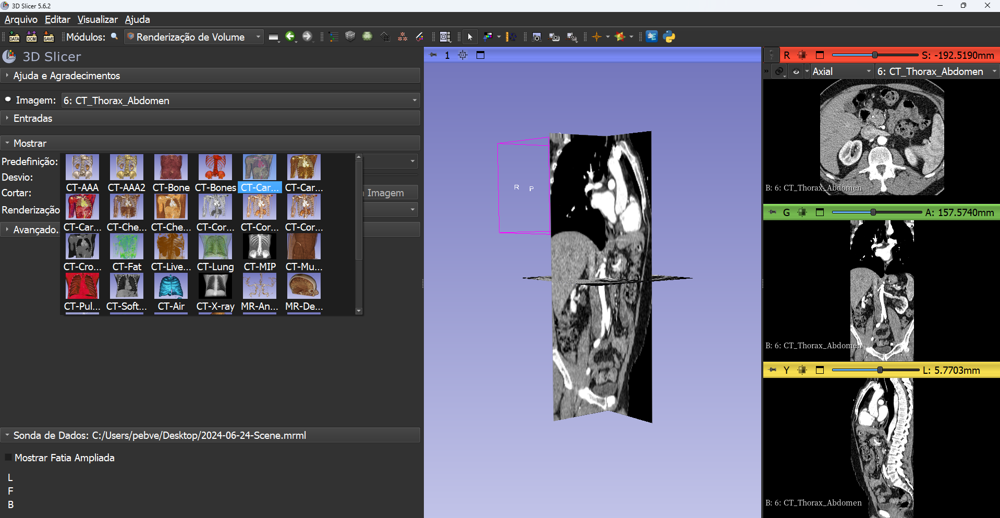 3D Slicer 5.6.2
Arquivo Editar Visualizar Ajuda
DATA DCM SAVE Módulos: Renderização de Volume
3D Slicer
Ajuda e Agradecimentos
Imagem: 6: CT_Thorax_Abdomen
Entradas
Mostrar
Predefinição:
Desvio:
Cortar:
Imagem
Renderização
Avançado...
CT-AAA CT-AAA2 CT-Bone CT-Bones CT-Car... CT-Car...
CT-Car... CT-Che... CT-Che... CT-Cor... CT-Cor... CT-Cor...
CT-Cro... CT-Fat CT-Live... CT-Lung CT-MIP CT-Mu...
CT-Pul... CT-Soft... CT-Air CT-X-ray MR-An... MR-De...
Sonda de Dados: C:/Users/pebve/Desktop/2024-06-24-Scene.mrml
Mostrar Fatia Ampliada
L
F
B
1
R P
R S: -192.5190mm
» Axial 6: CT_Thorax_Abdomen
B: 6: CT_Thorax_Abdomen
G A: 157.5740mm
B: 6: CT_Thorax_Abdomen
Y L: 5.7703mm
B: 6: CT_Thorax_Abdomen